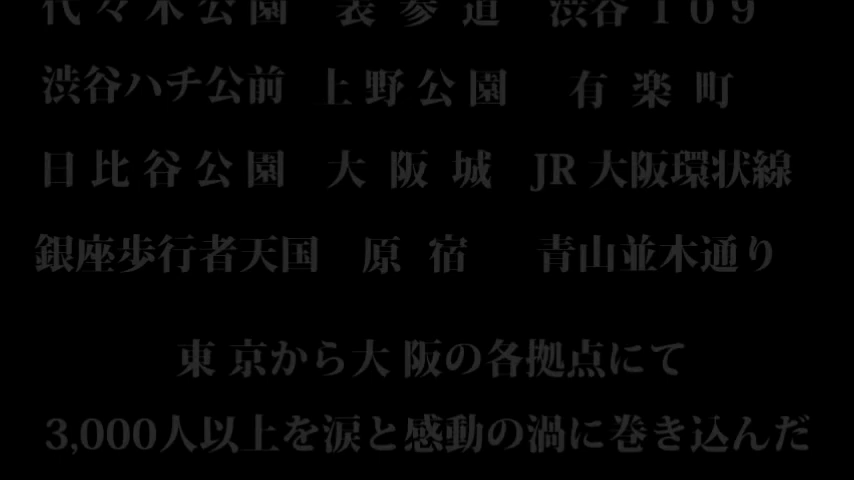 代々木公園 表参道 渋谷109
渋谷ハチ公前 上野公園 有楽町
日比谷公園 大阪城 JR大阪環状線
銀座歩行者天国 原宿 青山並木通り
東京から大阪の各拠点にて
3,000人以上を涙と感動の渦に巻き込んだ